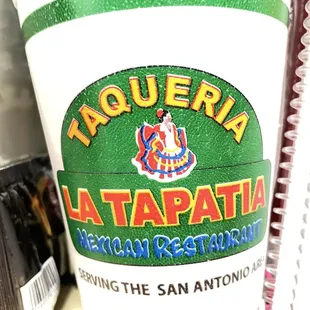 TAQUERIA
LA TAPATIA
MEXICAN RESTAURANT
SERVING THE SAN ANTONIO